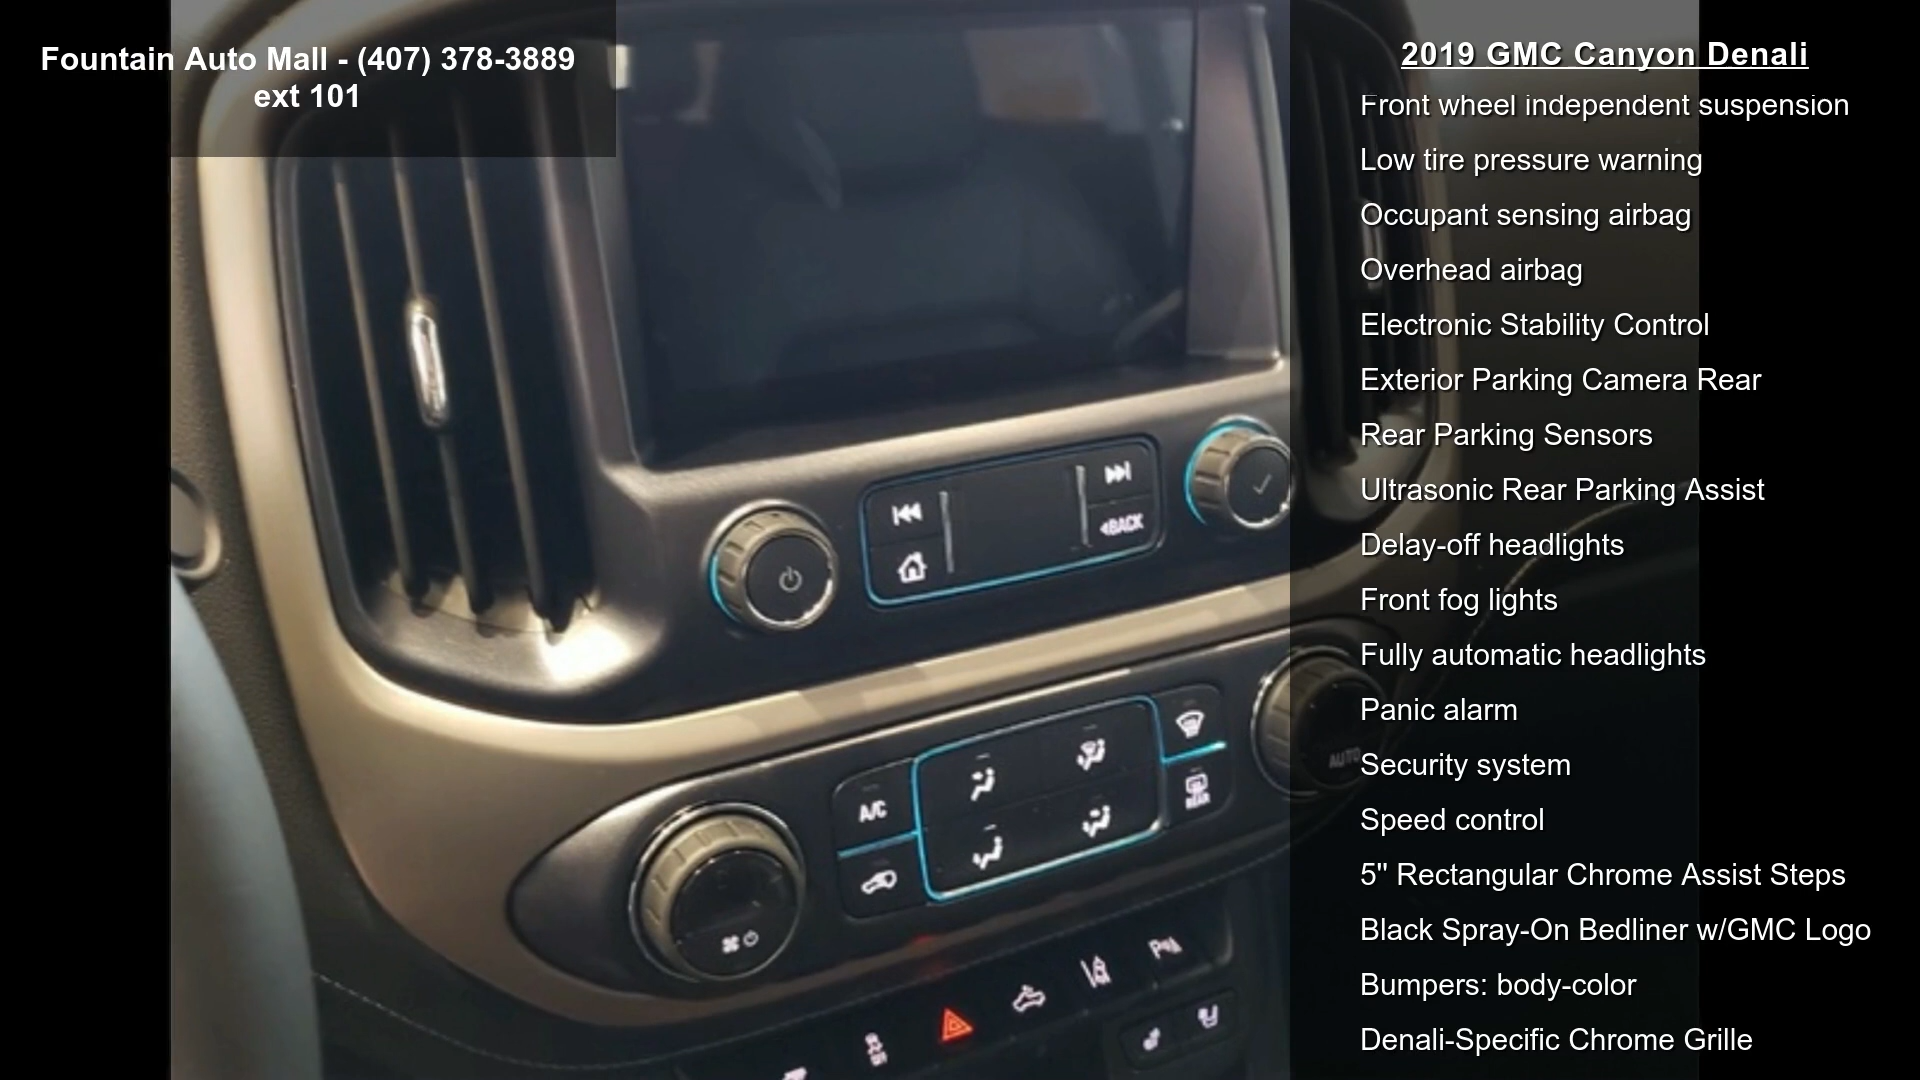 Fountain Auto Mall - (407) 378-3889
ext 101
2019 GMC Canyon Denali
Front wheel independent suspension
Low tire pressure warning
Occupant sensing airbag
Overhead airbag
Electronic Stability Control
Exterior Parking Camera Rear
Rear Parking Sensors
Ultrasonic Rear Parking Assist
Delay-off headlights
Front fog lights
Fully automatic headlights
Panic alarm
Security system
Speed control
5" Rectangular Chrome Assist Steps
Black Spray-On Bedliner w/GMC Logo
Bumpers: body-color
Denali-Specific Chrome Grille
BACK
AUTO
A/C
REAR